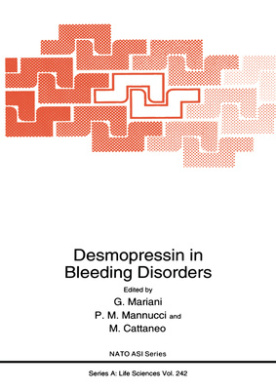 Desmopressin in
Bleeding Disorders
Edited by
G. Mariani
P. M. Mannucci and
M. Cattaneo
NATO ASI Series
Series A: Life Sciences Vol. 242